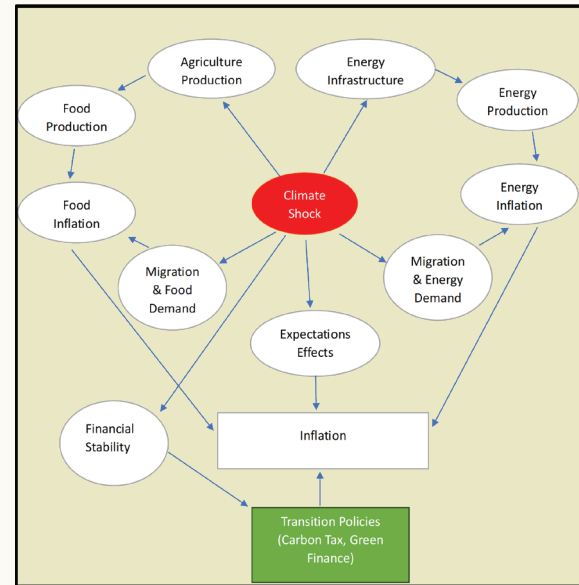 Agriculture
Production
Energy
Infrastructure
Food
Production
Energy
Production
Climate
Shock
Food
Inflation
Energy
Inflation
Migration
& Food
Demand
Migration
& Energy
Demand
Expectations
Effects
Financial
Stability
Inflation
Transition Policies
(Carbon Tax, Green
Finance)